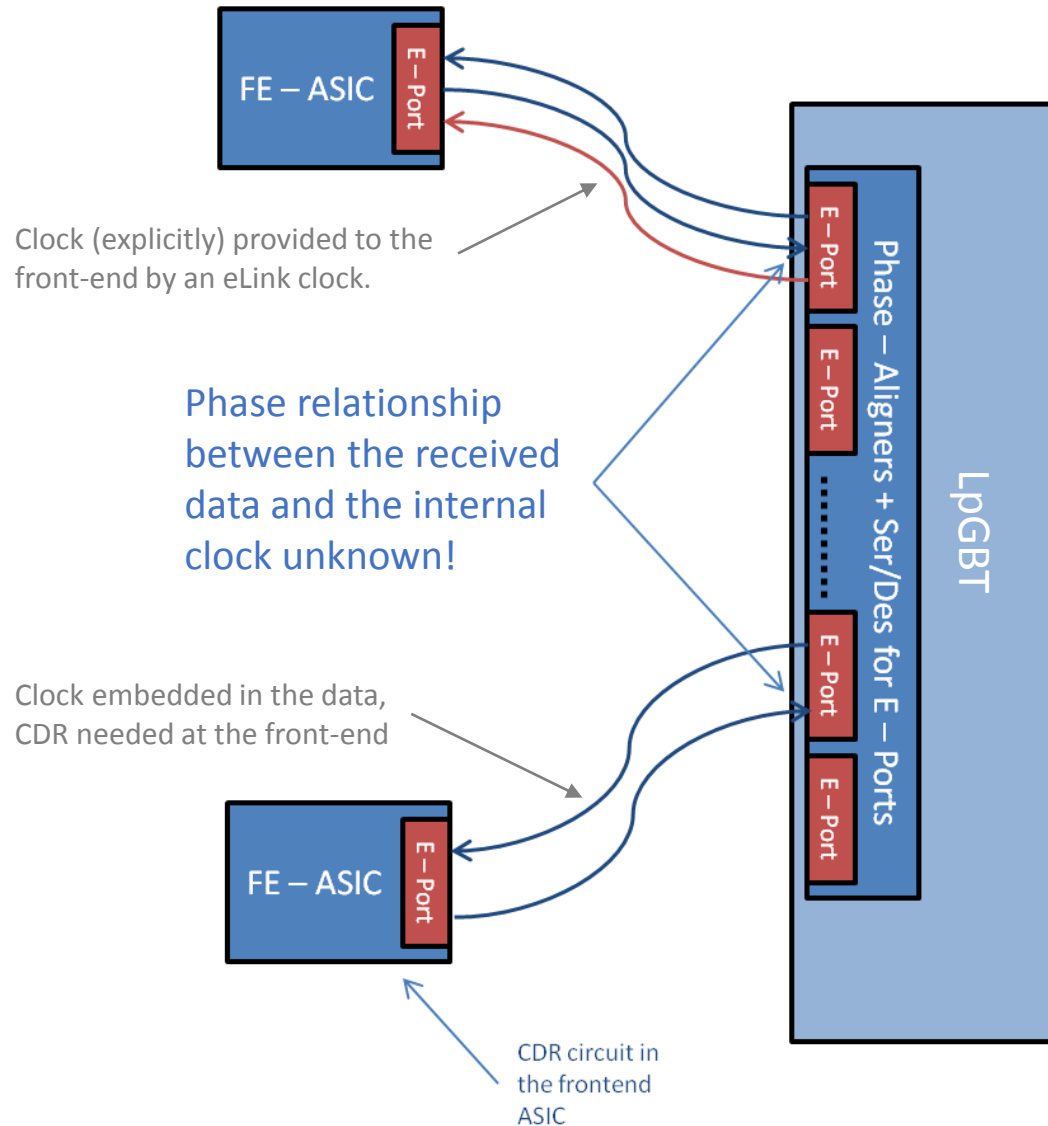 FE – ASIC
E – Port
Clock (explicitly) provided to the
front-end by an eLink clock.
Phase relationship
between the received
data and the internal
clock unknown!
Clock embedded in the data,
CDR needed at the front-end
FE – ASIC
E – Port
CDR circuit in
the frontend
ASIC
E – Port
E – Port
E – Port
E – Port
Phase – Aligners + Ser/Des for E – Ports
LpGBT